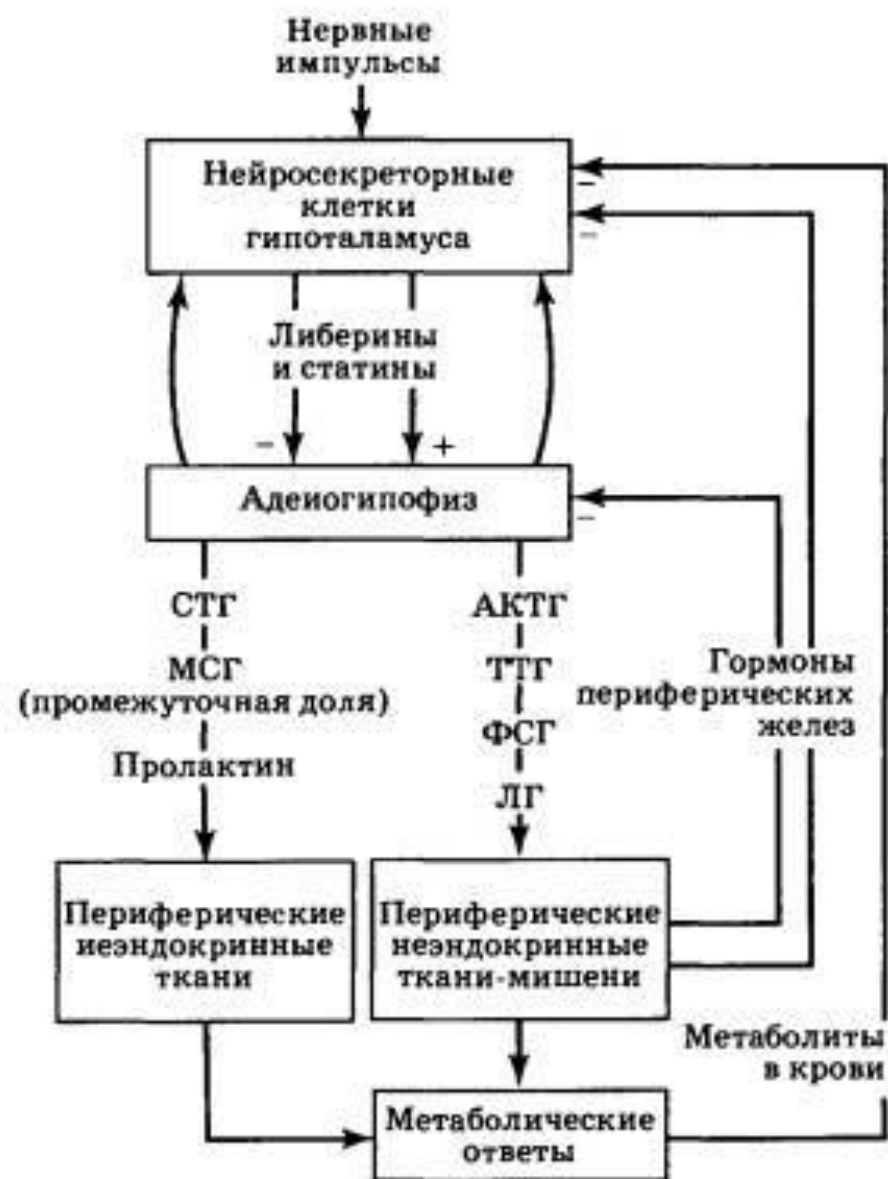 Нервные
импульсы
Нейросекреторные
клетки
гипоталамуса
–
–
Либерины
и статины
– +
Адеиогипофиз
–
СТГ
МСГ
(промежуточная доля)
Пролактин
АКТГ
ТТГ
ФСГ
ЛГ
Гормоны
периферических
желез
Периферические
иеэндокринные
ткани
Периферические
неэндокринные
ткани-мишени
Метаболиты
в крови
Метаболические
ответы